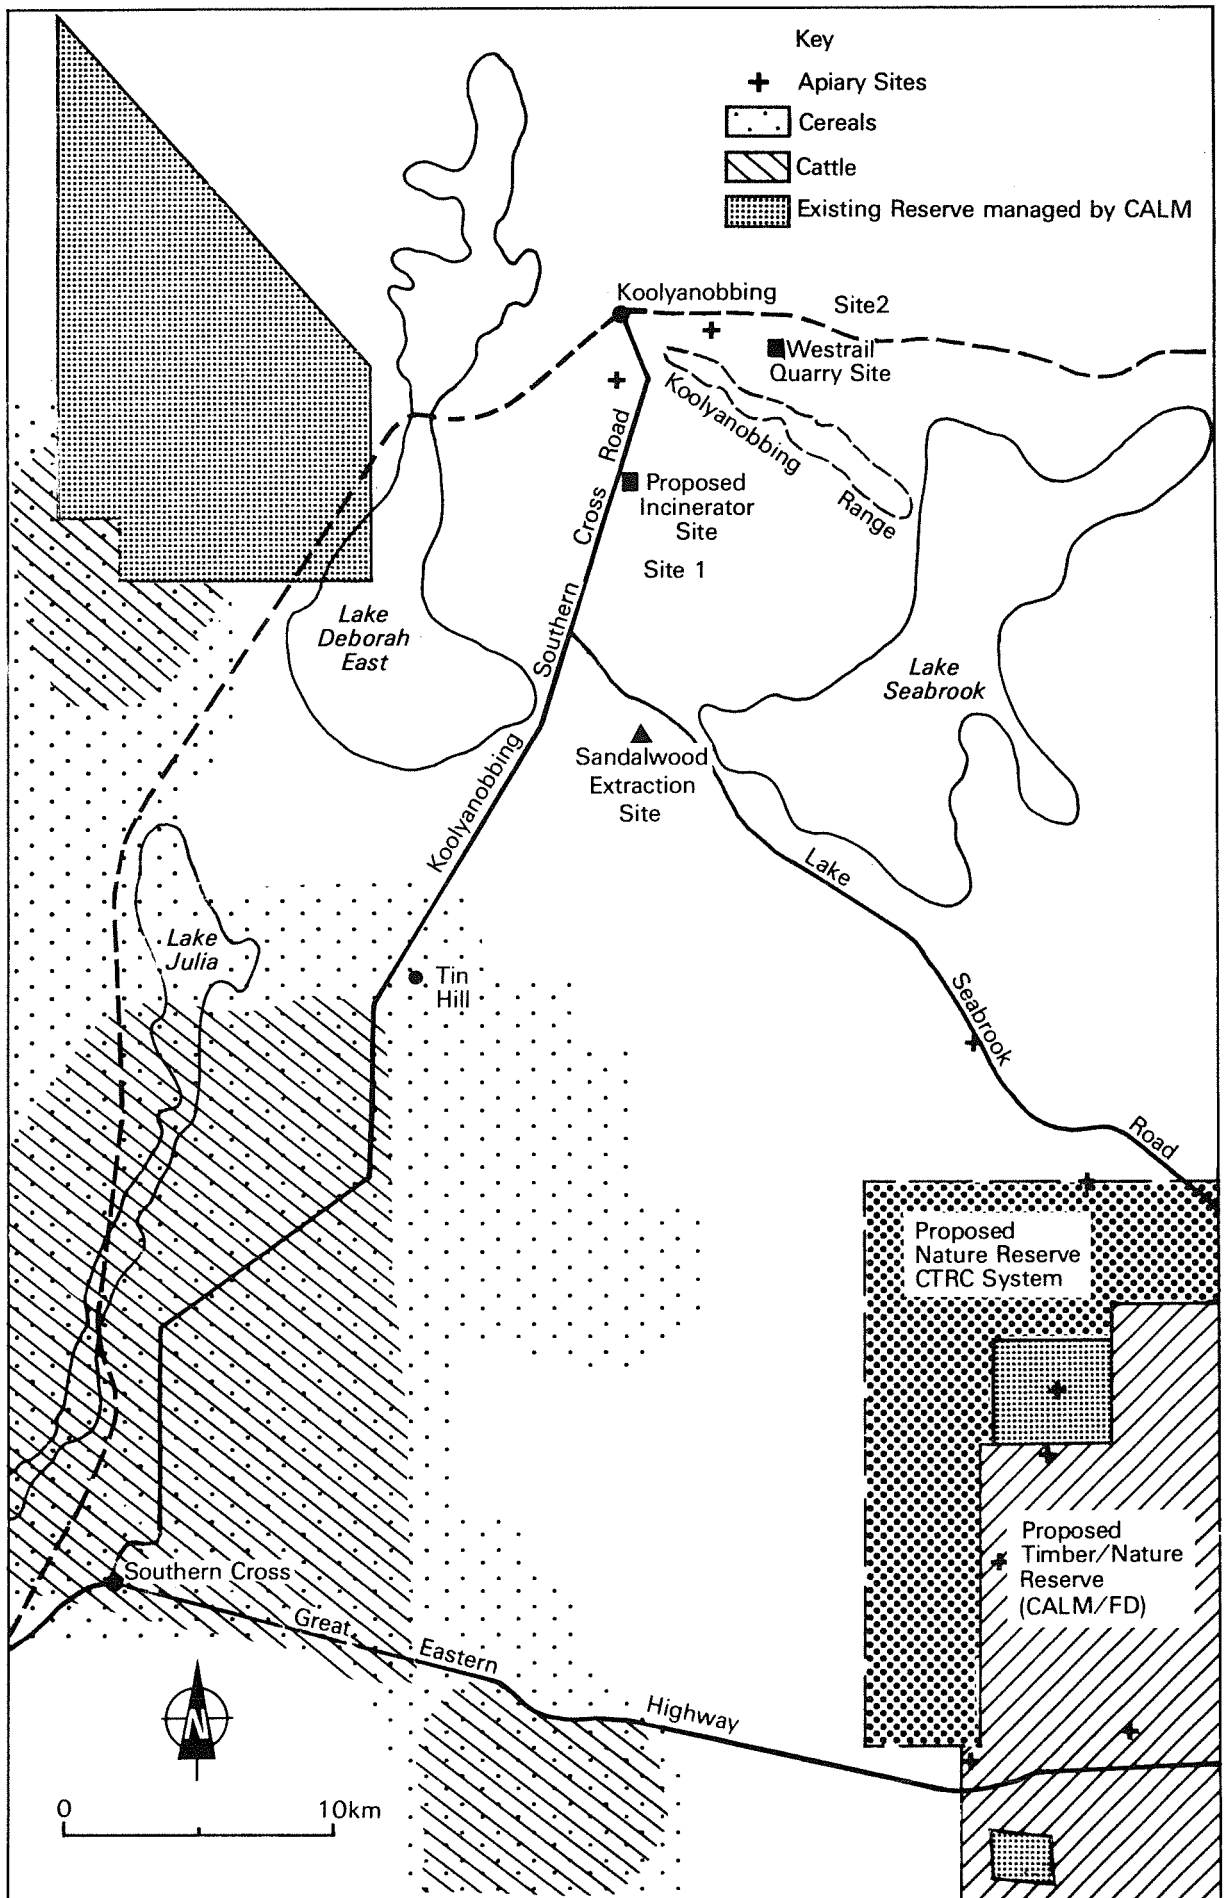 Key
Apiary Sites
Cereals
Cattle
Existing Reserve managed by CALM
Koolyanobbing
Site2
Westrail
Quarry Site
Koolyanobbing
Range
Road
Cross
Southern
Koolyanobbing
Proposed
Incinerator
Site
Site 1
Lake
Deborah
East
Lake
Seabrook
Sandalwood
Extraction
Site
Lake
Seabrook
Road
Lake
Julia
Tin
Hill
Proposed
Nature Reserve
CTRC System
Proposed
Timber/Nature
Reserve
(CALM/FD)
Southern Cross
Great
Eastern
Highway
N
0
10km